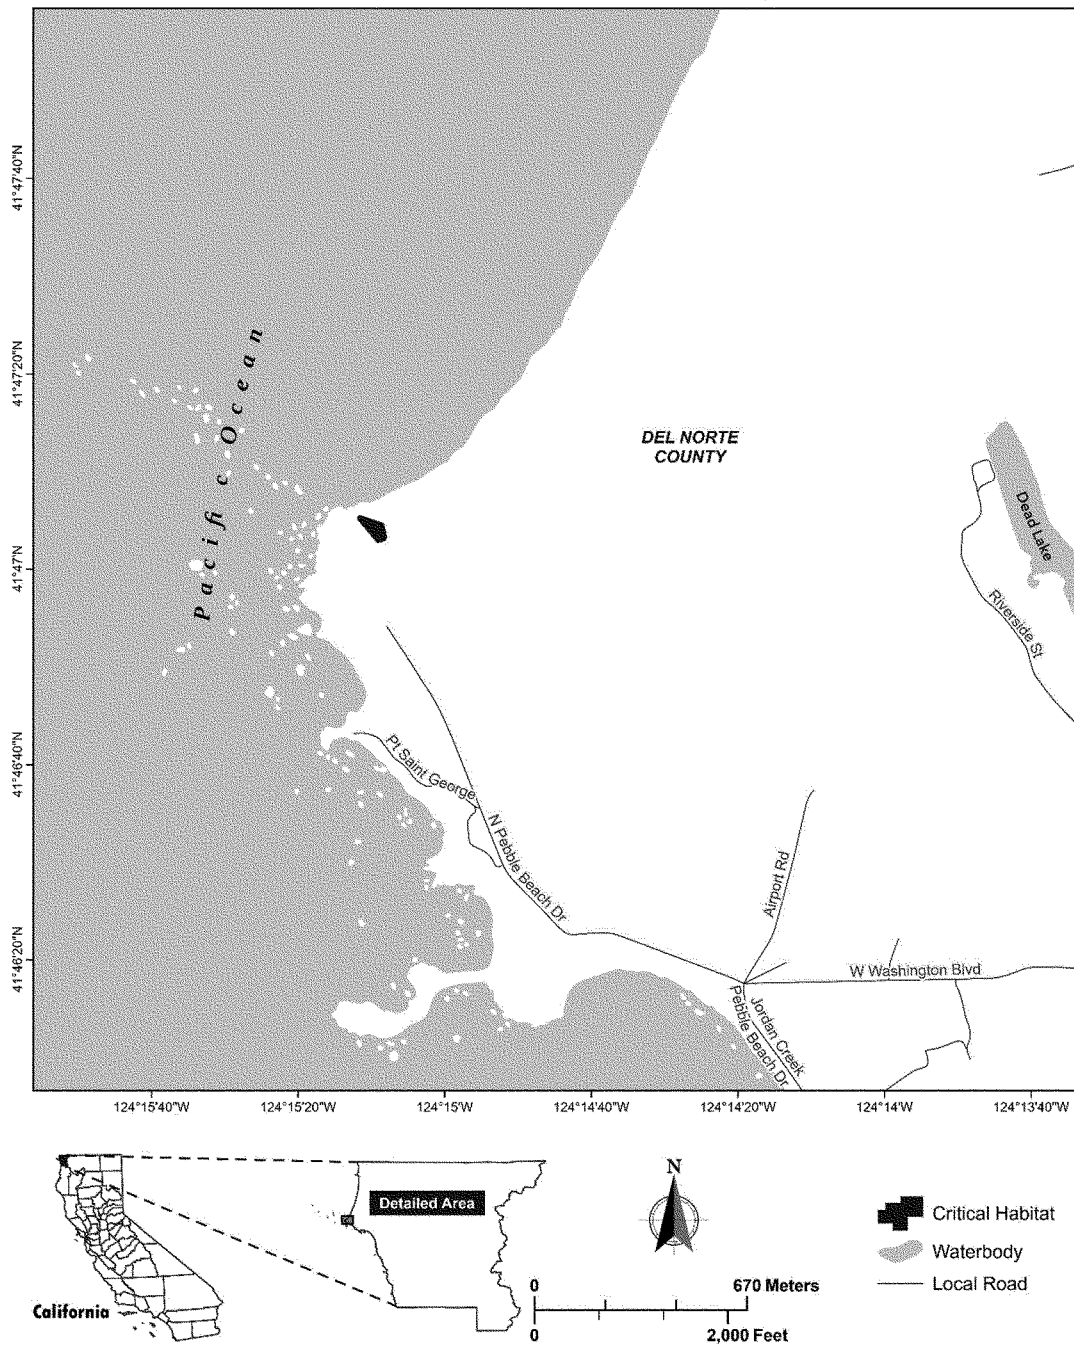 41°47'40"N
41°47'20"N
41°47'N
41°46'40"N
41°46'20"N
Pacific Ocean
DEL NORTE
COUNTY
Dead Lake
Riverside St
Pt Saint George
N Pebble Beach Dr
Airport Rd
W Washington Blvd
Jordan Creek
Pebble Beach Dr
124°15'40"W
124°15'20"W
124°15'W
124°14'40"W
124°14'20"W
124°14'W
124°13'40"W
Detailed Area
California
N
0
670 Meters
0
2,000 Feet
Critical Habitat
Waterbody
Local Road